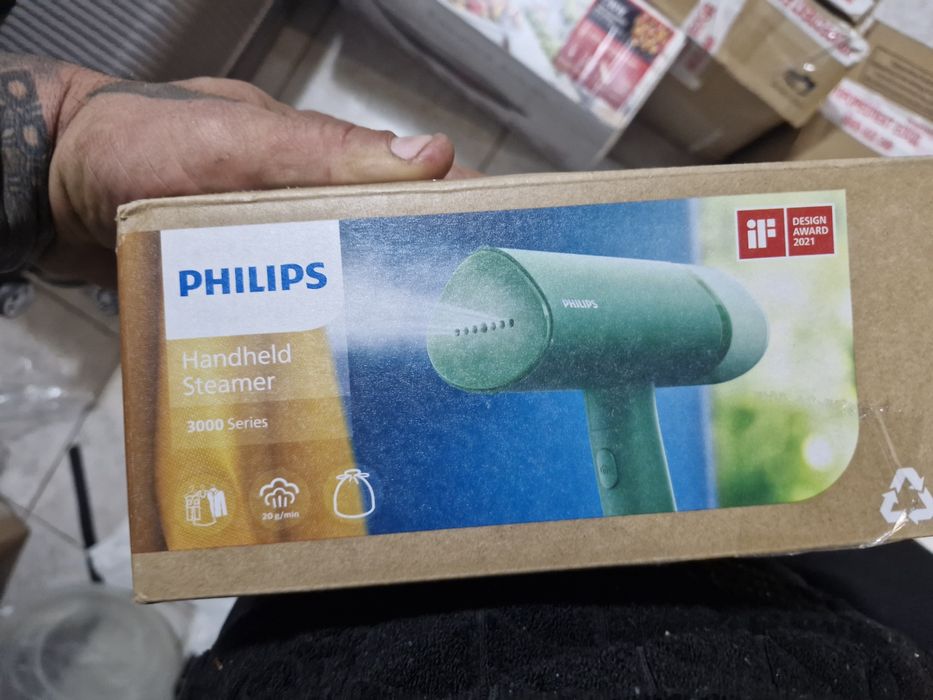 PHILIPS
Handheld
Steamer
3000 Series
20 g/min
PHILIPS
iF
DESIGN
AWARD
2021